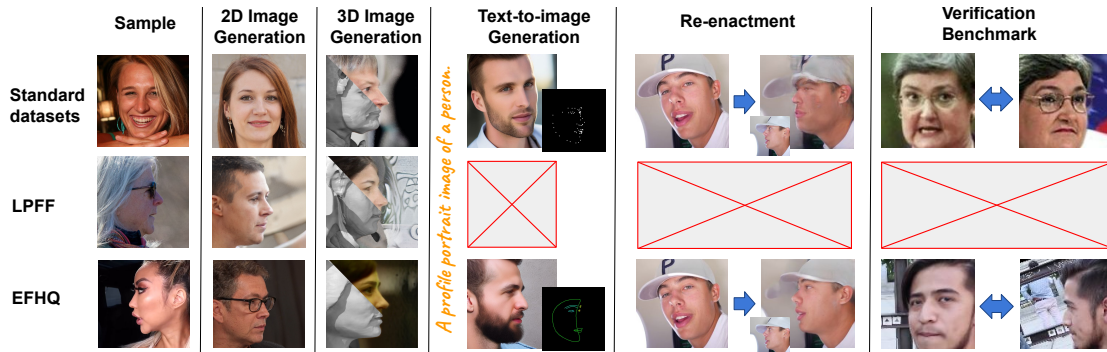 Sample
2D Image
Generation
3D Image
Generation
Text-to-image
Generation
Re-enactment
Verification
Benchmark
Standard
datasets
LPFF
EFHQ
A profile portrait image of a person.
P
P
P